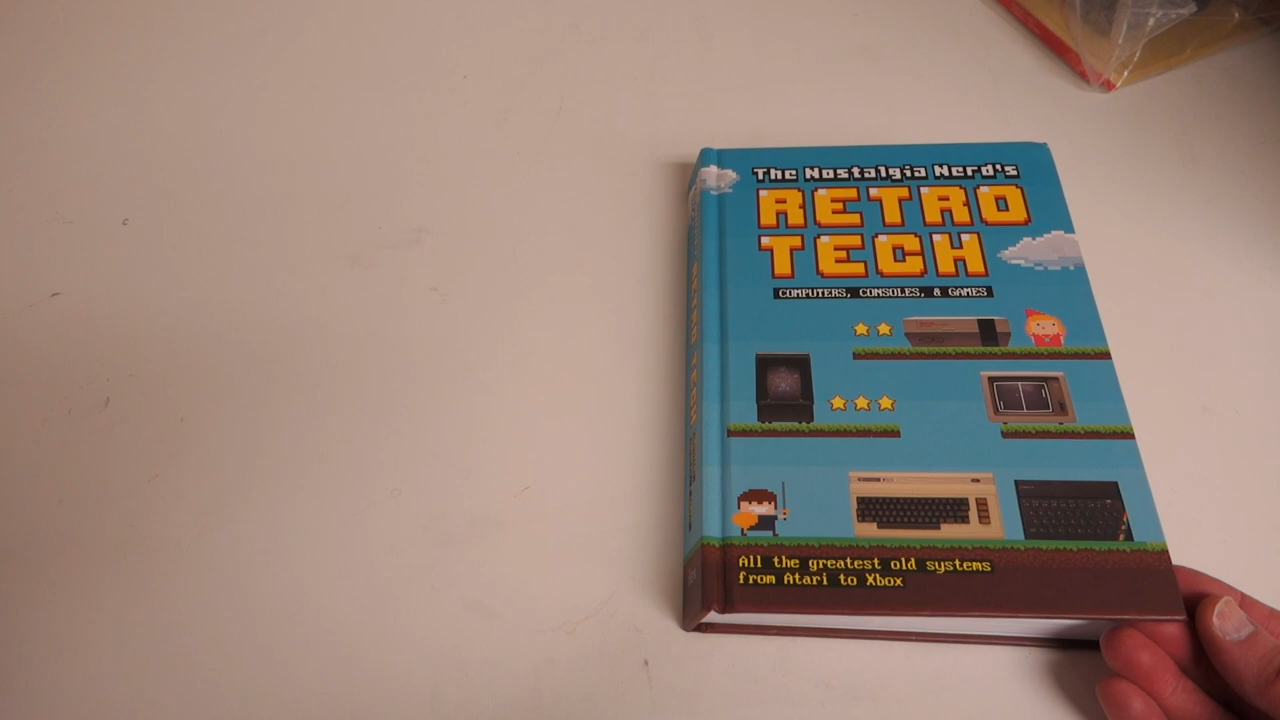 The Nostalgia Nerd's
RETRO
TECH
COMPUTERS, CONSOLES, & GAMES
All the greatest old systems
from Atari to Xbox